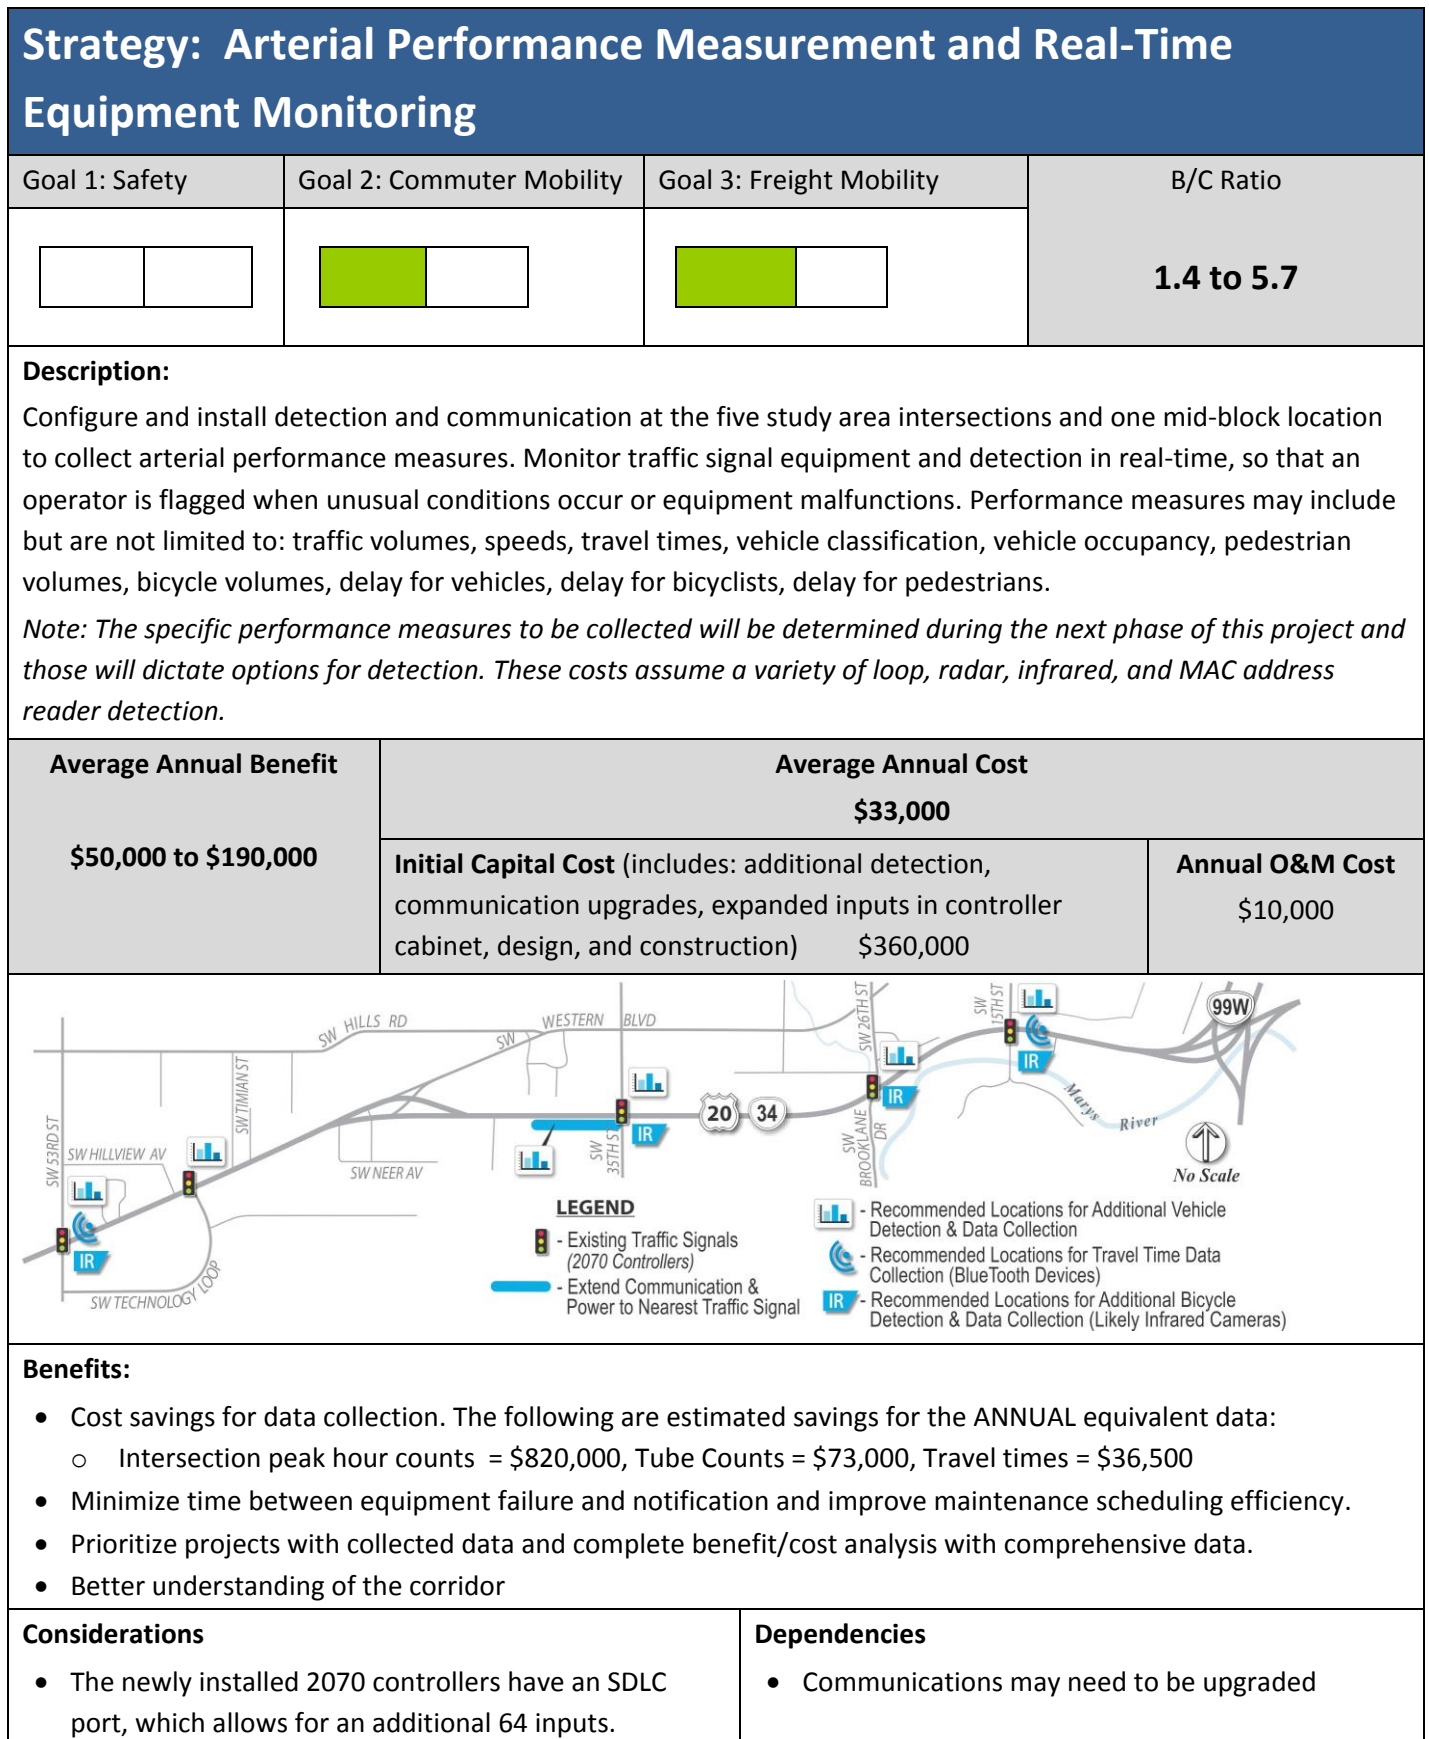 Strategy:  Arterial Performance Measurement and Real-Time
Equipment Monitoring
Goal 1: Safety
Goal 2: Commuter Mobility
Goal 3: Freight Mobility
B/C Ratio
1.4 to 5.7
Description:
Configure and install detection and communication at the five study area intersections and one mid-block location
to collect arterial performance measures. Monitor traffic signal equipment and detection in real-time, so that an
operator is flagged when unusual conditions occur or equipment malfunctions. Performance measures may include
but are not limited to: traffic volumes, speeds, travel times, vehicle classification, vehicle occupancy, pedestrian
volumes, bicycle volumes, delay for vehicles, delay for bicyclists, delay for pedestrians.
Note: The specific performance measures to be collected will be determined during the next phase of this project and
those will dictate options for detection. These costs assume a variety of loop, radar, infrared, and MAC address
reader detection.
Average Annual Benefit
$50,000 to $190,000
Average Annual Cost
$33,000
Initial Capital Cost (includes: additional detection,
communication upgrades, expanded inputs in controller
cabinet, design, and construction) $360,000
Annual O&M Cost
$10,000
SW 53RD ST
SW HILLVIEW AV
SW TIMIAN ST
SW HILLS RD
SW WESTERN BLVD
SW NEER AV
SW TECHNOLOGY LOOP
SW 35TH ST
20
34
SW 26TH ST
SW BROOKLANE DR
SW 15TH ST
99W
Marys River
IR
IR
IR
IR
No Scale
LEGEND
- Existing Traffic Signals
(2070 Controllers)
- Extend Communication &
Power to Nearest Traffic Signal
- Recommended Locations for Additional Vehicle
Detection & Data Collection
- Recommended Locations for Travel Time Data
Collection (BlueTooth Devices)
IR - Recommended Locations for Additional Bicycle
Detection & Data Collection (Likely Infrared Cameras)
Benefits:
• Cost savings for data collection. The following are estimated savings for the ANNUAL equivalent data:
o Intersection peak hour counts = $820,000, Tube Counts = $73,000, Travel times = $36,500
• Minimize time between equipment failure and notification and improve maintenance scheduling efficiency.
• Prioritize projects with collected data and complete benefit/cost analysis with comprehensive data.
• Better understanding of the corridor
Considerations
• The newly installed 2070 controllers have an SDLC
port, which allows for an additional 64 inputs.
Dependencies
• Communications may need to be upgraded